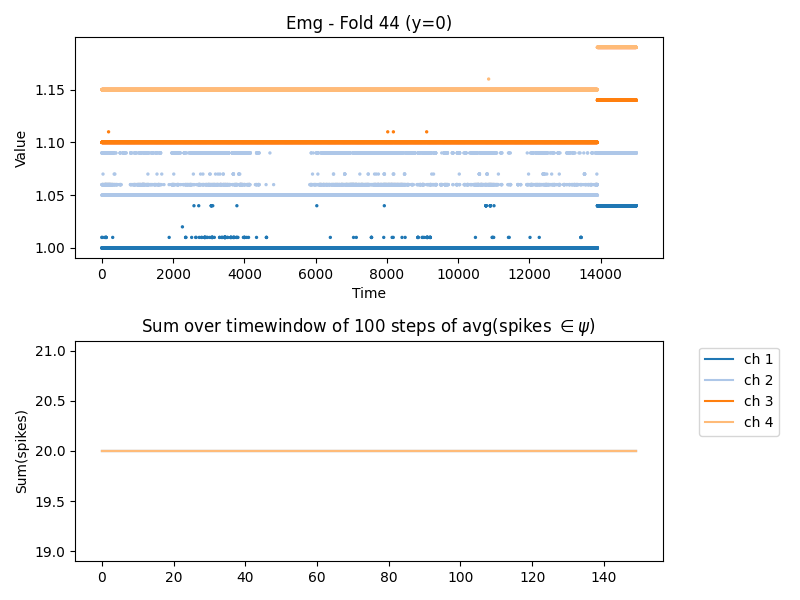 Emg - Fold 44 (y=0)
Value
1.15
1.10
1.05
1.00
0 2000 4000 6000 8000 10000 12000 14000
Time
Sum over timewindow of 100 steps of avg(spikes ∈ψ)
Sum(spikes)
21.0
20.5
20.0
19.5
19.0
0 20 40 60 80 100 120 140
ch 1
ch 2
ch 3
ch 4